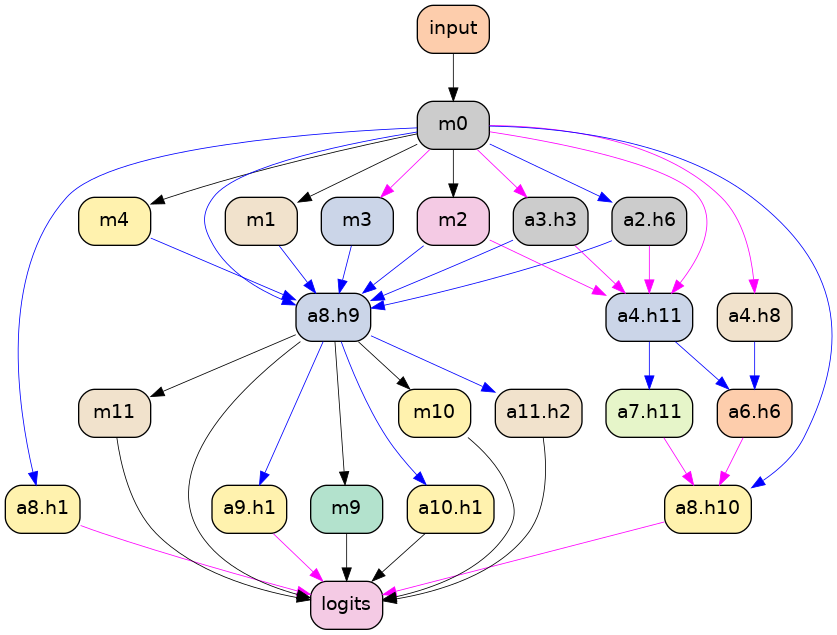 input
m0
m4 m1 m3 m2 a3.h3 a2.h6
a8.h9 a4.h11 a4.h8
m11 m10 a11.h2 a7.h11 a6.h6
a8.h1 a9.h1 m9 a10.h1 a8.h10
logits